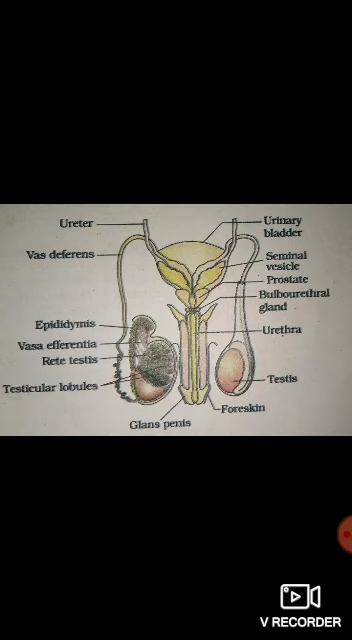 Ureter
Vas deferens
Epididymis
Vasa efferentia
Rete testis
Testicular lobules
Glans penis
Urinary
bladder
Seminal
vesicle
Prostate
Bulbourethral
gland
Urethra
Testis
Foreskin
V RECORDER